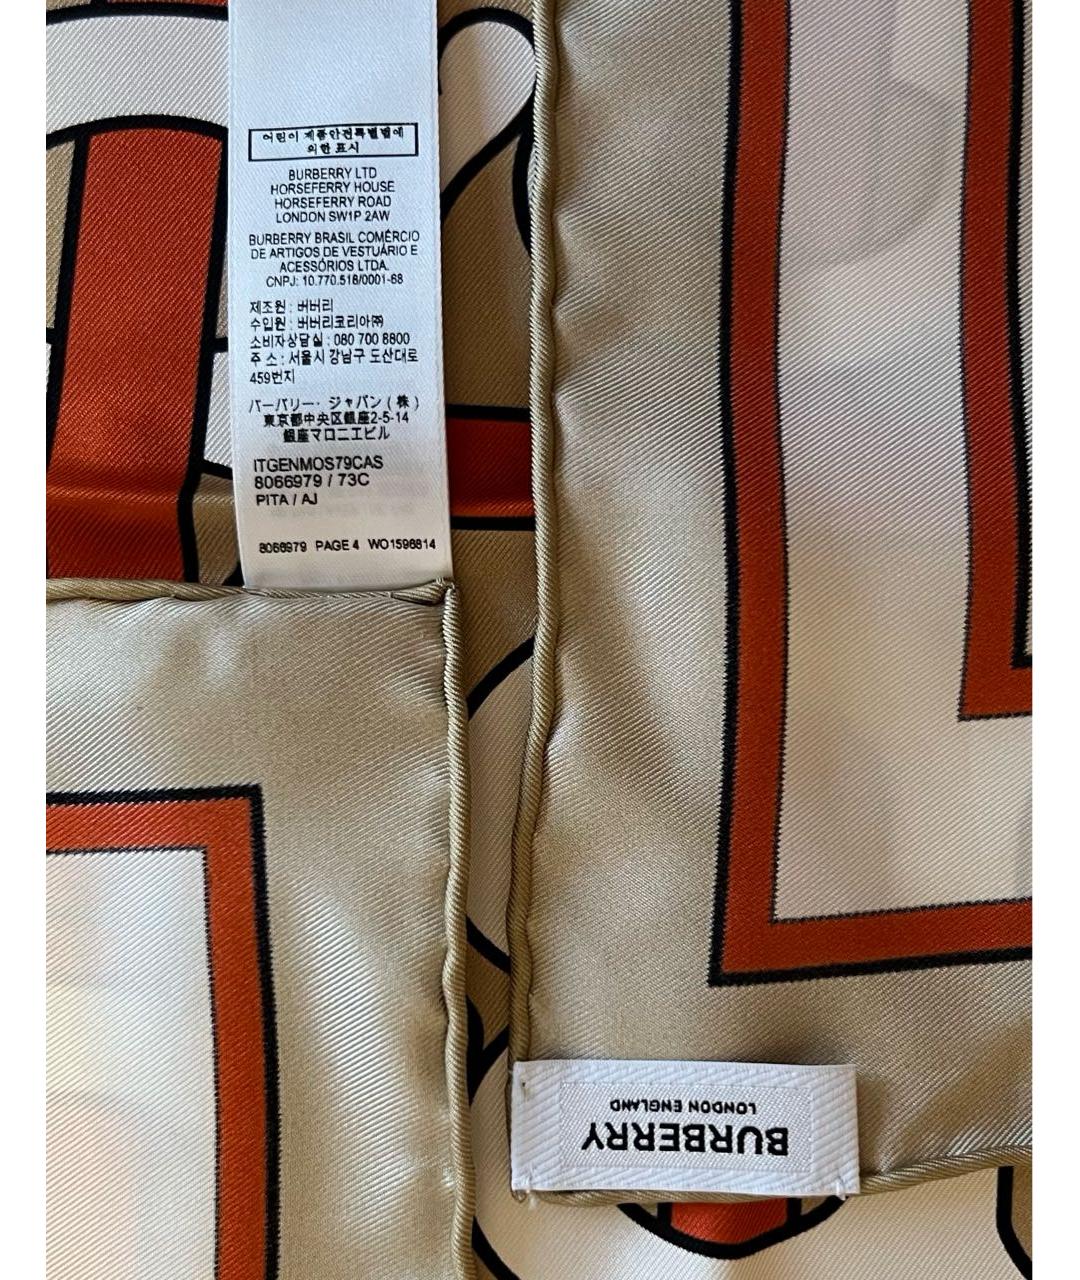 어린이 제품안전특별법에
의한 표시
BURBERRY LTD
HORSEFERRY HOUSE
HORSEFERRY ROAD
LONDON SW1P 2AW
BURBERRY BRASIL COMÉRCIO
DE ARTIGOS DE VESTUÁRIO E
ACESSÓRIOS LTDA.
CNPJ: 10.770.518/0001-68
제조원 : 버버리
수입원 : 버버리코리아㈜
소비자상담실 : 080 700 8800
주 소 : 서울시 강남구 도산대로
459번지
バーバリー・ジャパン ( 株 )
東京都中央区銀座2-5-14
銀座マロニエビル
ITGENMOS79CAS
8066979 / 73C
PITA / AJ
8066979 PAGE 4 WO1596814
BURBERRY
LONDON ENGLAND